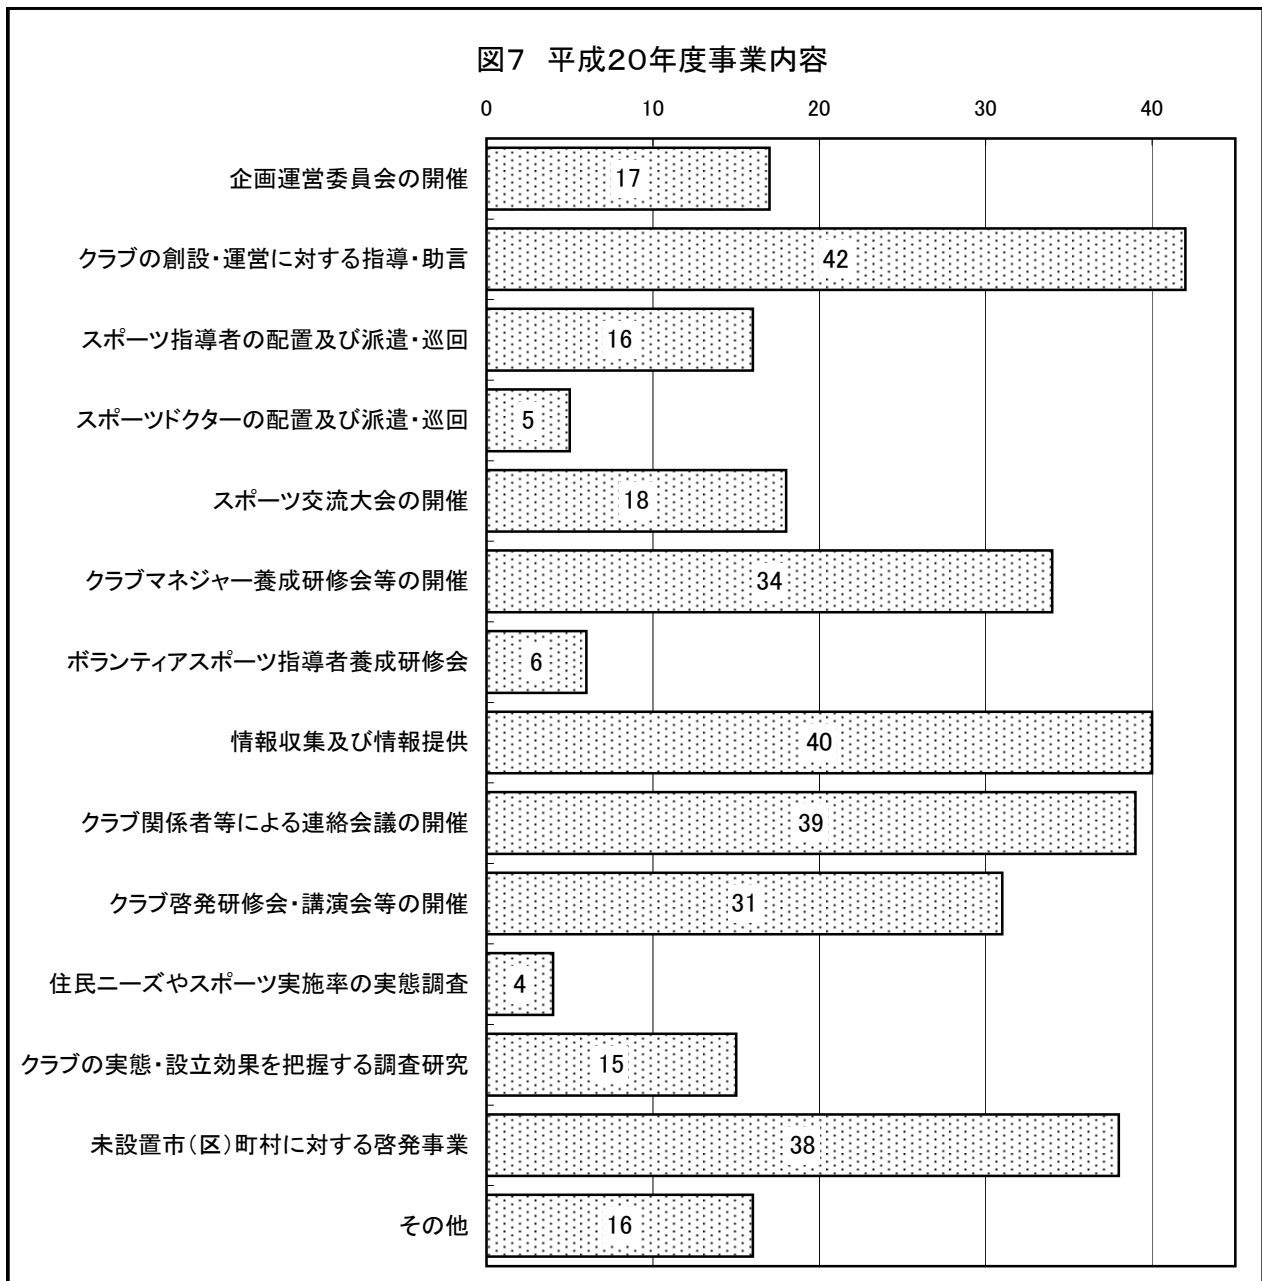 図7 平成20年度事業内容
0 10 20 30 40
企画運営委員会の開催 17
クラブの創設・運営に対する指導・助言 42
スポーツ指導者の配置及び派遣・巡回 16
スポーツドクターの配置及び派遣・巡回 5
スポーツ交流大会の開催 18
クラブマネジャー養成研修会等の開催 34
ボランティアスポーツ指導者養成研修会 6
情報収集及び情報提供 40
クラブ関係者等による連絡会議の開催 39
クラブ啓発研修会・講演会等の開催 31
住民ニーズやスポーツ実施率の実態調査 4
クラブの実態・設立効果を把握する調査研究 15
未設置市(区)町村に対する啓発事業 38
その他 16